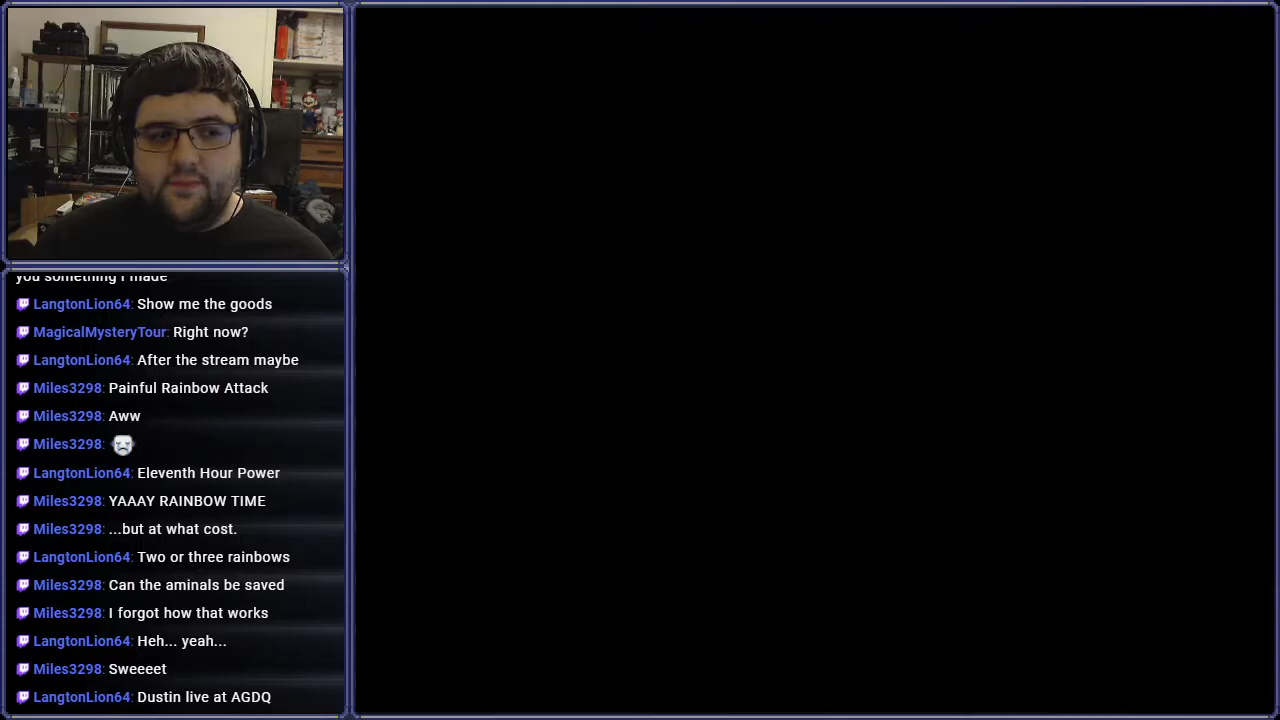 you something I made
LangtonLion64: Show me the goods
MagicalMysteryTour: Right now?
LangtonLion64: After the stream maybe
Miles3298: Painful Rainbow Attack
Miles3298: Aww
Miles3298:
LangtonLion64: Eleventh Hour Power
Miles3298: YAAAY RAINBOW TIME
Miles3298: ...but at what cost.
LangtonLion64: Two or three rainbows
Miles3298: Can the aminals be saved
Miles3298: I forgot how that works
LangtonLion64: Heh... yeah...
Miles3298: Sweeeet
LangtonLion64: Dustin live at AGDQ